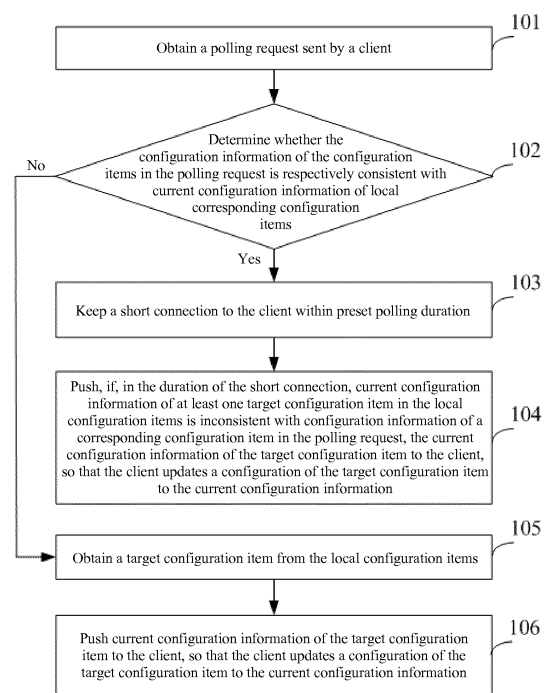 101
Obtain a polling request sent by a client
Determine whether the
configuration information of the configuration
items in the polling request is respectively consistent with
current configuration information of local
corresponding configuration
items
102
No
Yes
103
Keep a short connection to the client within preset polling duration
Push, if, in the duration of the short connection, current configuration
information of at least one target configuration item in the local
configuration items is inconsistent with configuration information of a
corresponding configuration item in the polling request, the current
configuration information of the target configuration item to the client,
so that the client updates a configuration of the target configuration item
to the current configuration information
104
105
Obtain a target configuration item from the local configuration items
106
Push current configuration information of the target configuration
item to the client, so that the client updates a configuration of the
target configuration item to the current configuration information